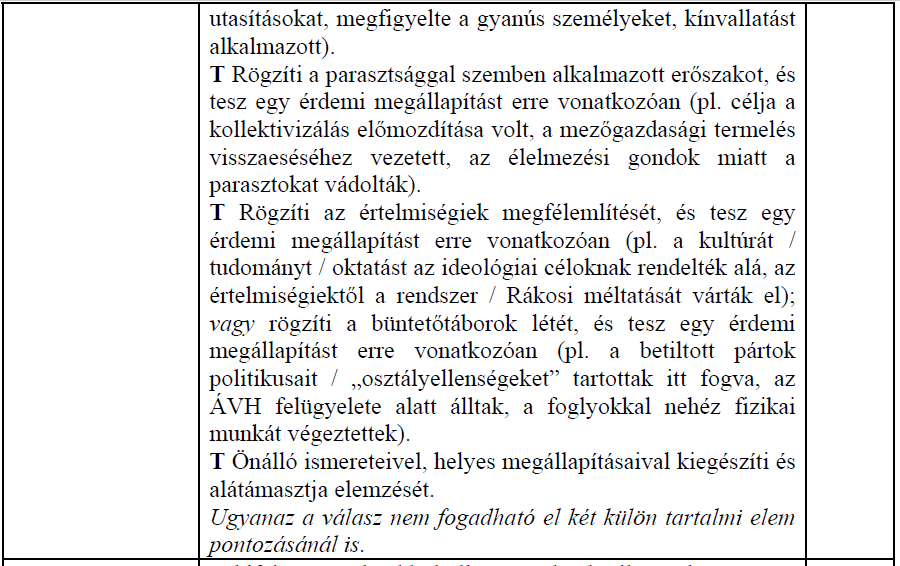 utasításokat, megfigyelte a gyanús személyeket, kínvallatást
alkalmazott).
T Rögzíti a parasztsággal szemben alkalmazott erőszakot, és
tesz egy érdemi megállapítást erre vonatkozóan (pl. célja a
kollektivizálás előmozdítása volt, a mezőgazdasági termelés
visszaeséséhez vezetett, az élelmezési gondok miatt a
parasztokat vádolták).
T Rögzíti az értelmiségiek megfélemlítését, és tesz egy
érdemi megállapítást erre vonatkozóan (pl. a kultúrát /
tudományt / oktatást az ideológiai céloknak rendelték alá, az
értelmiségiektől a rendszer / Rákosi méltatását várták el);
vagy rögzíti a büntetőtáborok létét, és tesz egy érdemi
megállapítást erre vonatkozóan (pl. a betiltott pártok
politikusait / „osztályellenségeket” tartottak itt fogva, az
ÁVH felügyelete alatt álltak, a foglyokkal nehéz fizikai
munkát végeztettek).
T Önálló ismereteivel, helyes megállapításaival kiegészíti és
alátámasztja elemzését.
Ugyanaz a válasz nem fogadható el két külön tartalmi elem
pontozásánál is.